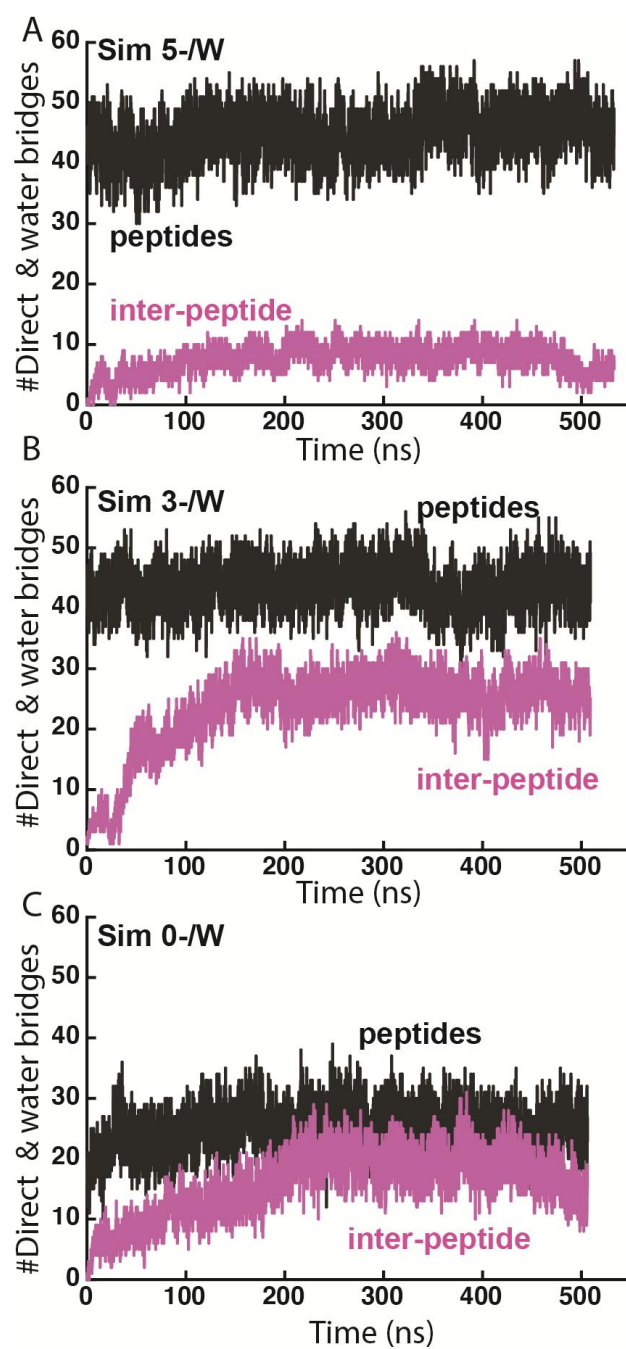 A
Sim 5-/W
60
50
40
30
20
10
0
#Direct & water bridges
peptides
inter-peptide
0 100 200 300 400 500
Time (ns)
B
Sim 3-/W
60
50
40
30
20
10
0
#Direct & water bridges
peptides
inter-peptide
0 100 200 300 400 500
Time (ns)
C
Sim 0-/W
60
50
40
30
20
10
0
#Direct & water bridges
peptides
inter-peptide
0 100 200 300 400 500
Time (ns)